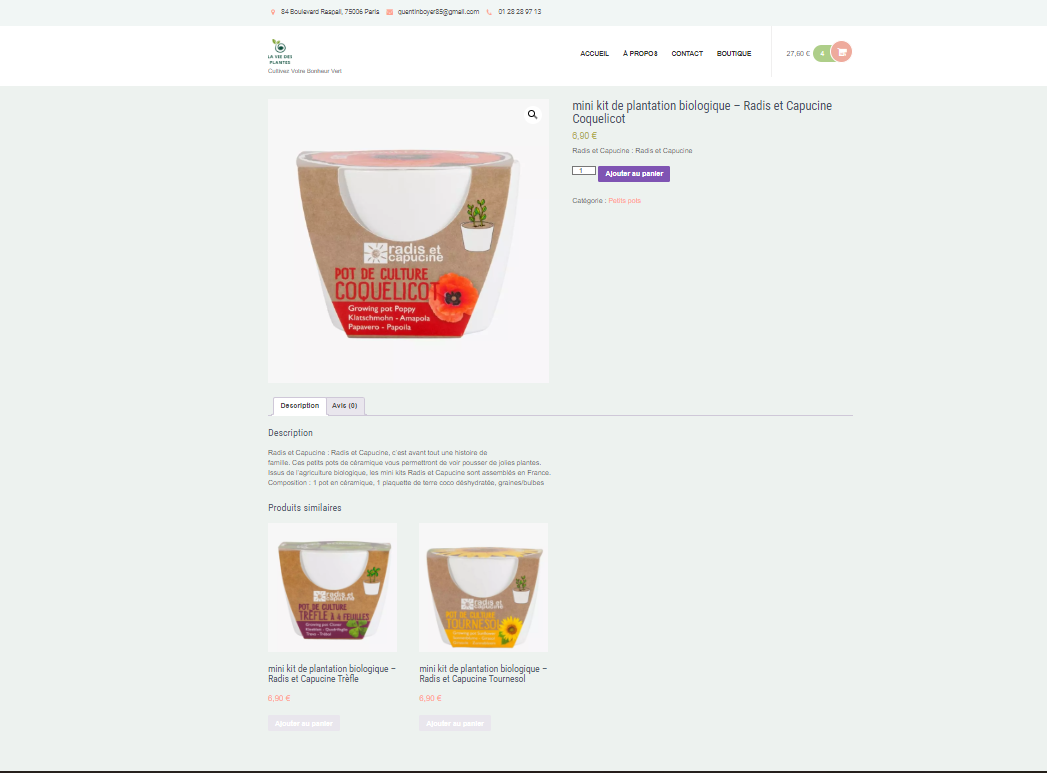 84 Boulevard Raspail, 75006 Paris quentinboyer85@gmail.com 01 28 28 97 13
LA VIE DES
PLANTES
Cultivez Votre Bonheur Vert
ACCUEIL À PROPOS CONTACT BOUTIQUE 27,60 € 4
mini kit de plantation biologique – Radis et Capucine
Coquelicot
6,90 €
Radis et Capucine : Radis et Capucine
1 Ajouter au panier
Catégorie : Petits pots
radis et
capucine
POT DE CULTURE
COQUELICOT
Growing pot Poppy
Klatschmohn - Amapola
Papavero - Papoila
Description Avis (0)
Description
Radis et Capucine : Radis et Capucine, c'est avant tout une histoire de
famille. Ces petits pots de céramique vous permettront de voir pousser de jolies plantes.
Issus de l'agriculture biologique, les mini kits Radis et Capucine sont assemblés en France.
Composition : 1 pot en céramique, 1 plaquette de terre coco déshydratée, graines/bulbes
Produits similaires
radis et
capucine
POT DE CULTURE
TRÈFLE À 4 FEUILLES
Growing pot Clover
radis et
capucine
POT DE CULTURE
TOURNESOL
mini kit de plantation biologique –
Radis et Capucine Trèfle
6,90 €
Ajouter au panier
mini kit de plantation biologique –
Radis et Capucine Tournesol
6,90 €
Ajouter au panier